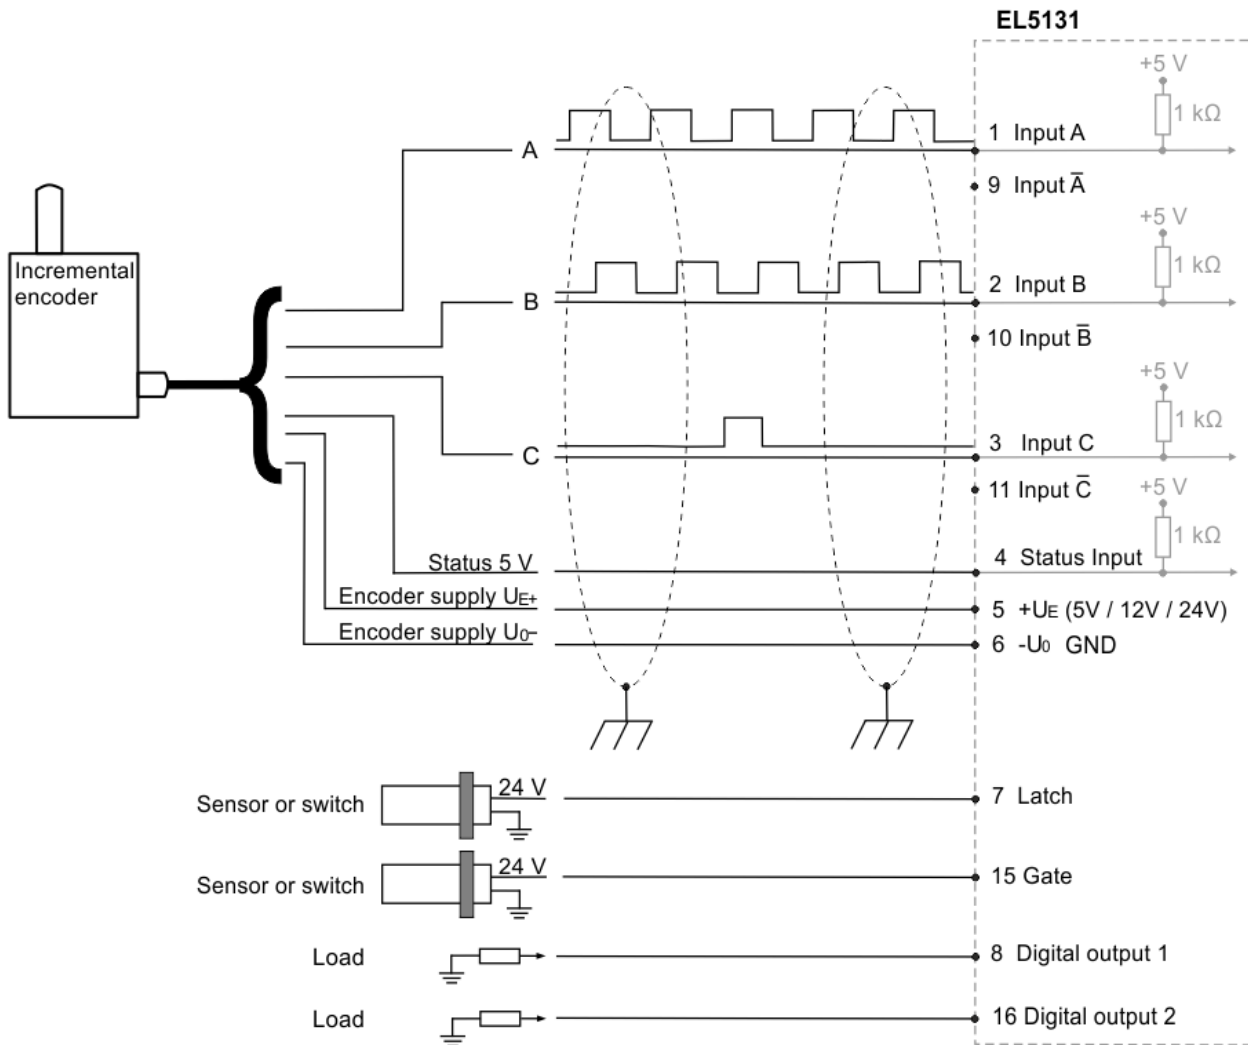 EL5131
+5 V
1 kΩ
1 Input A
A
9 Input A̅
Incremental
encoder
+5 V
1 kΩ
2 Input B
B
10 Input B̅
+5 V
1 kΩ
3 Input C
C
11 Input C̅
+5 V
1 kΩ
Status 5 V
4 Status Input
Encoder supply UE+
5 +UE (5V / 12V / 24V)
Encoder supply U0−
6 -U0 GND
24 V
Sensor or switch
7 Latch
24 V
Sensor or switch
15 Gate
Load
8 Digital output 1
Load
16 Digital output 2